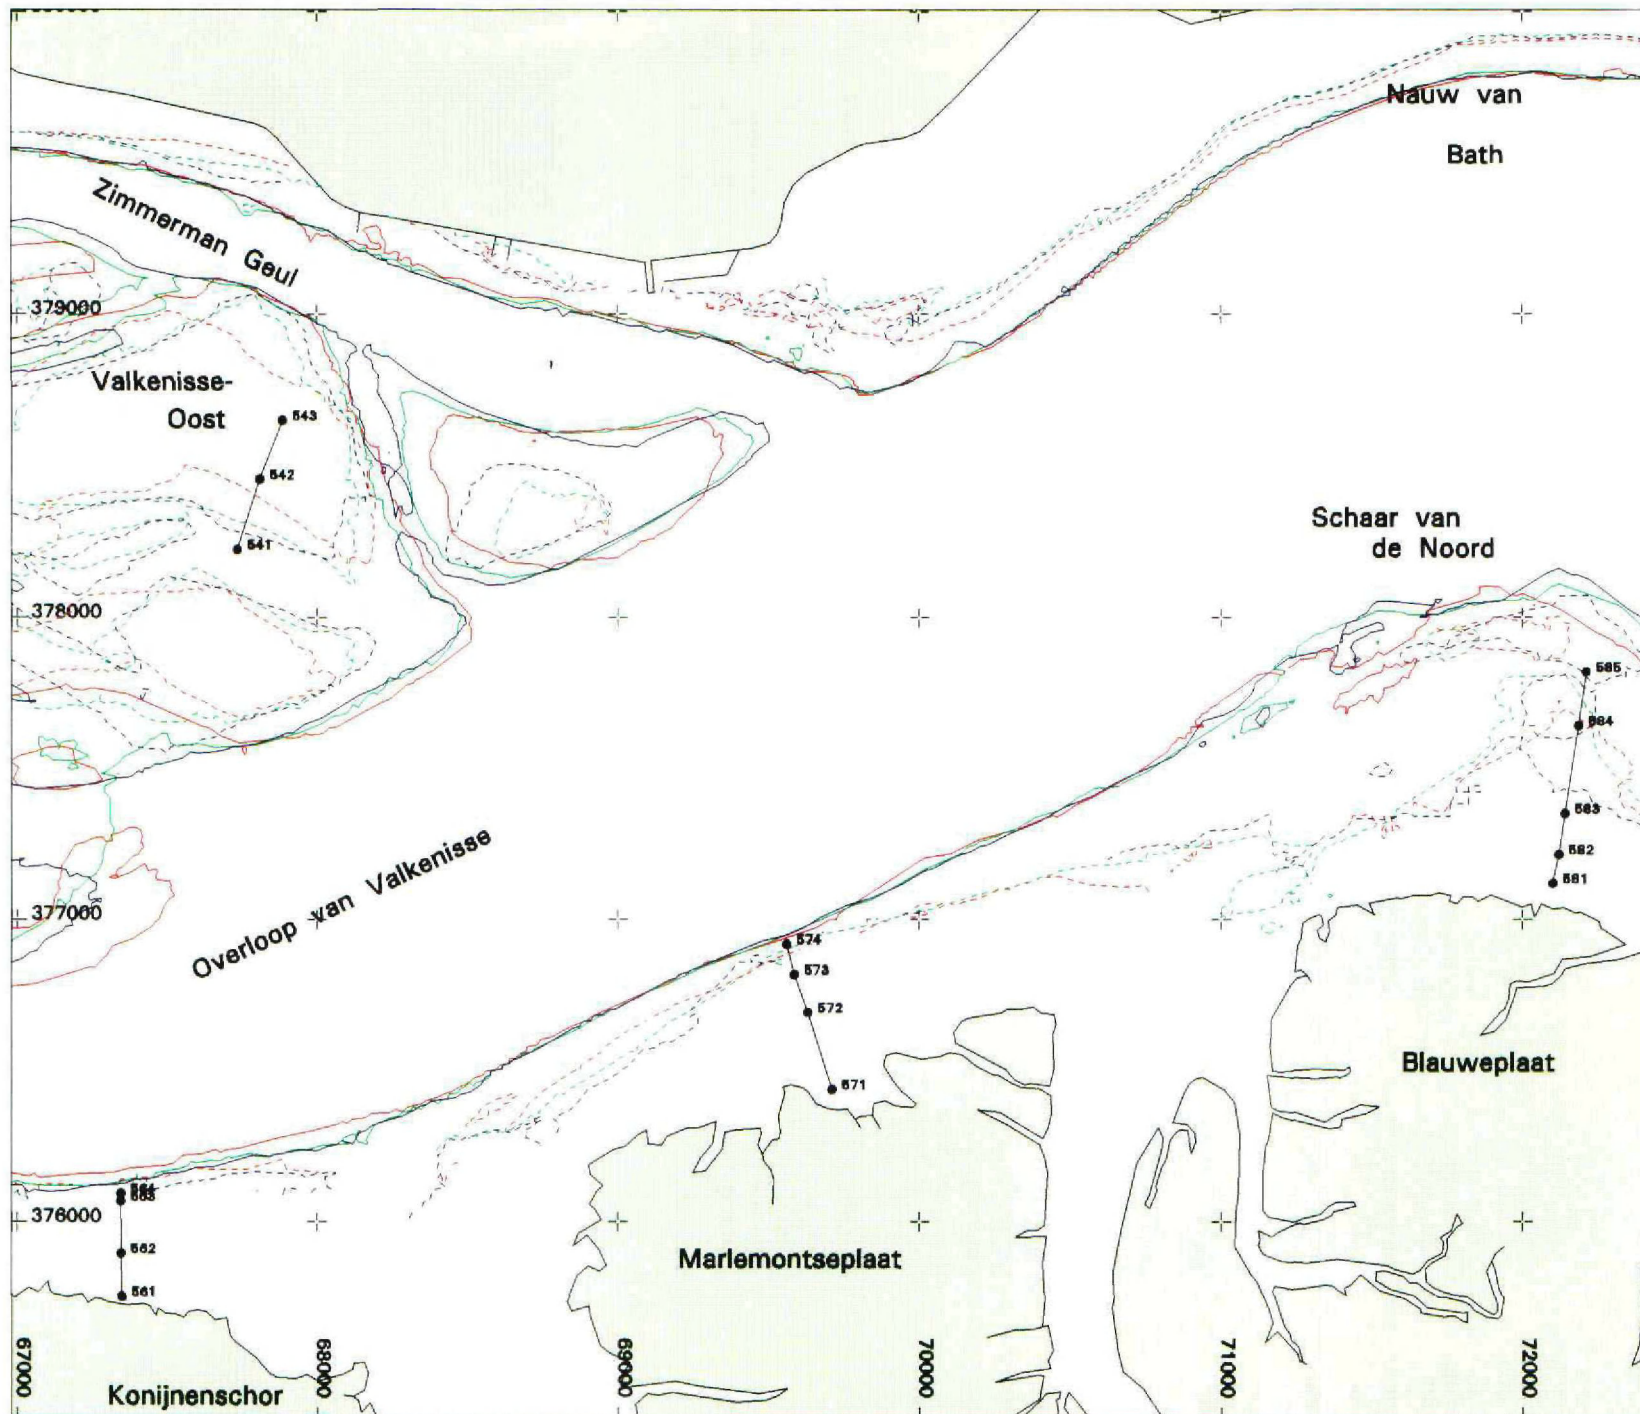 Nauw van
Bath
Zimmerman Geul
379000
Valkenisse-
Oost
543
542
541
Schaar van
de Noord
378000
585
584
583
582
581
Overloop van Valkenisse
377000
574
573
572
571
Blauweplaat
376000
562
561
Marlemontseplaat
67000
68000
69000
70000
71000
72000
Konijnenschor